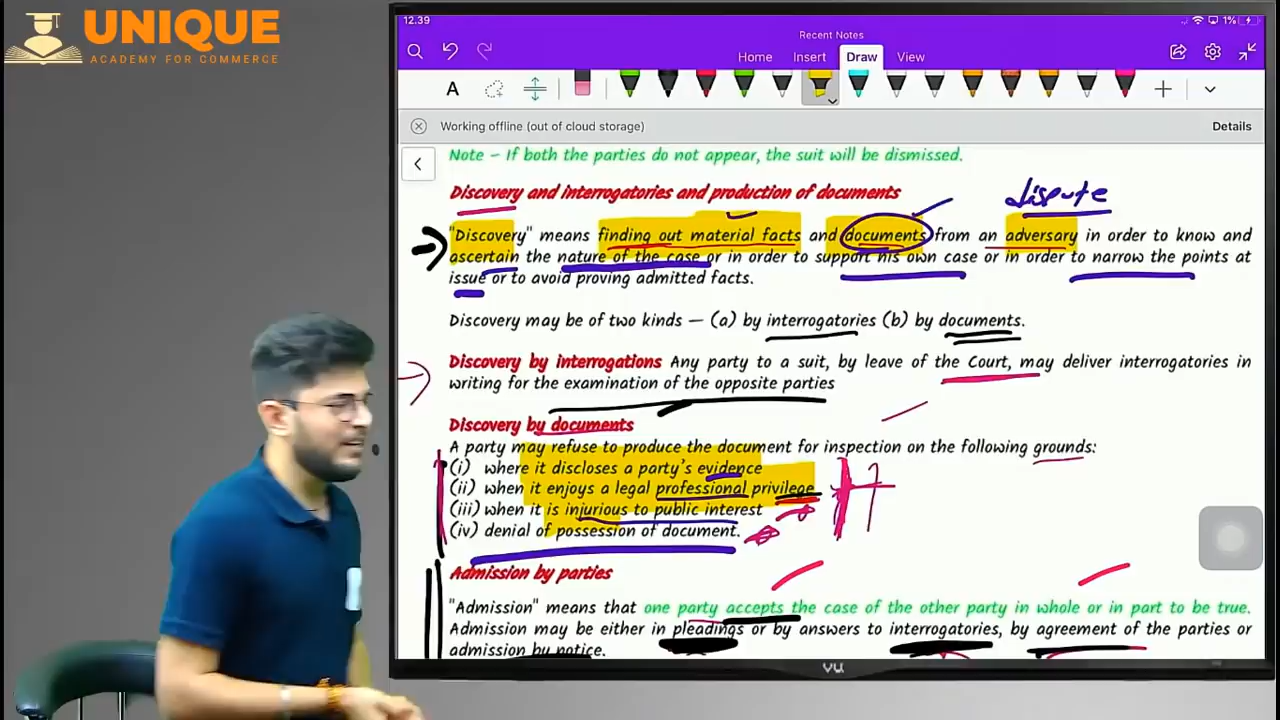 UNIQUE
ACADEMY FOR COMMERCE
12.39
1%
Recent Notes
Home Insert Draw View
A
Working offline (out of cloud storage)
Details
Note – If both the parties do not appear, the suit will be dismissed.
Discovery and interrogatories and production of documents
dispute
"Discovery" means finding out material facts and documents from an adversary in order to know and
ascertain the nature of the case or in order to support his own case or in order to narrow the points at
issue or to avoid proving admitted facts.
Discovery may be of two kinds — (a) by interrogatories (b) by documents.
Discovery by interrogations Any party to a suit, by leave of the Court, may deliver interrogatories in
writing for the examination of the opposite parties
Discovery by documents
A party may refuse to produce the document for inspection on the following grounds:
(i) where it discloses a party's evidence
(ii) when it enjoys a legal professional privilege
(iii) when it is injurious to public interest
(iv) denial of possession of document.
Admission by parties
"Admission" means that one party accepts the case of the other party in whole or in part to be true.
Admission may be either in pleadings or by answers to interrogatories, by agreement of the parties or
admission by notice.
VU